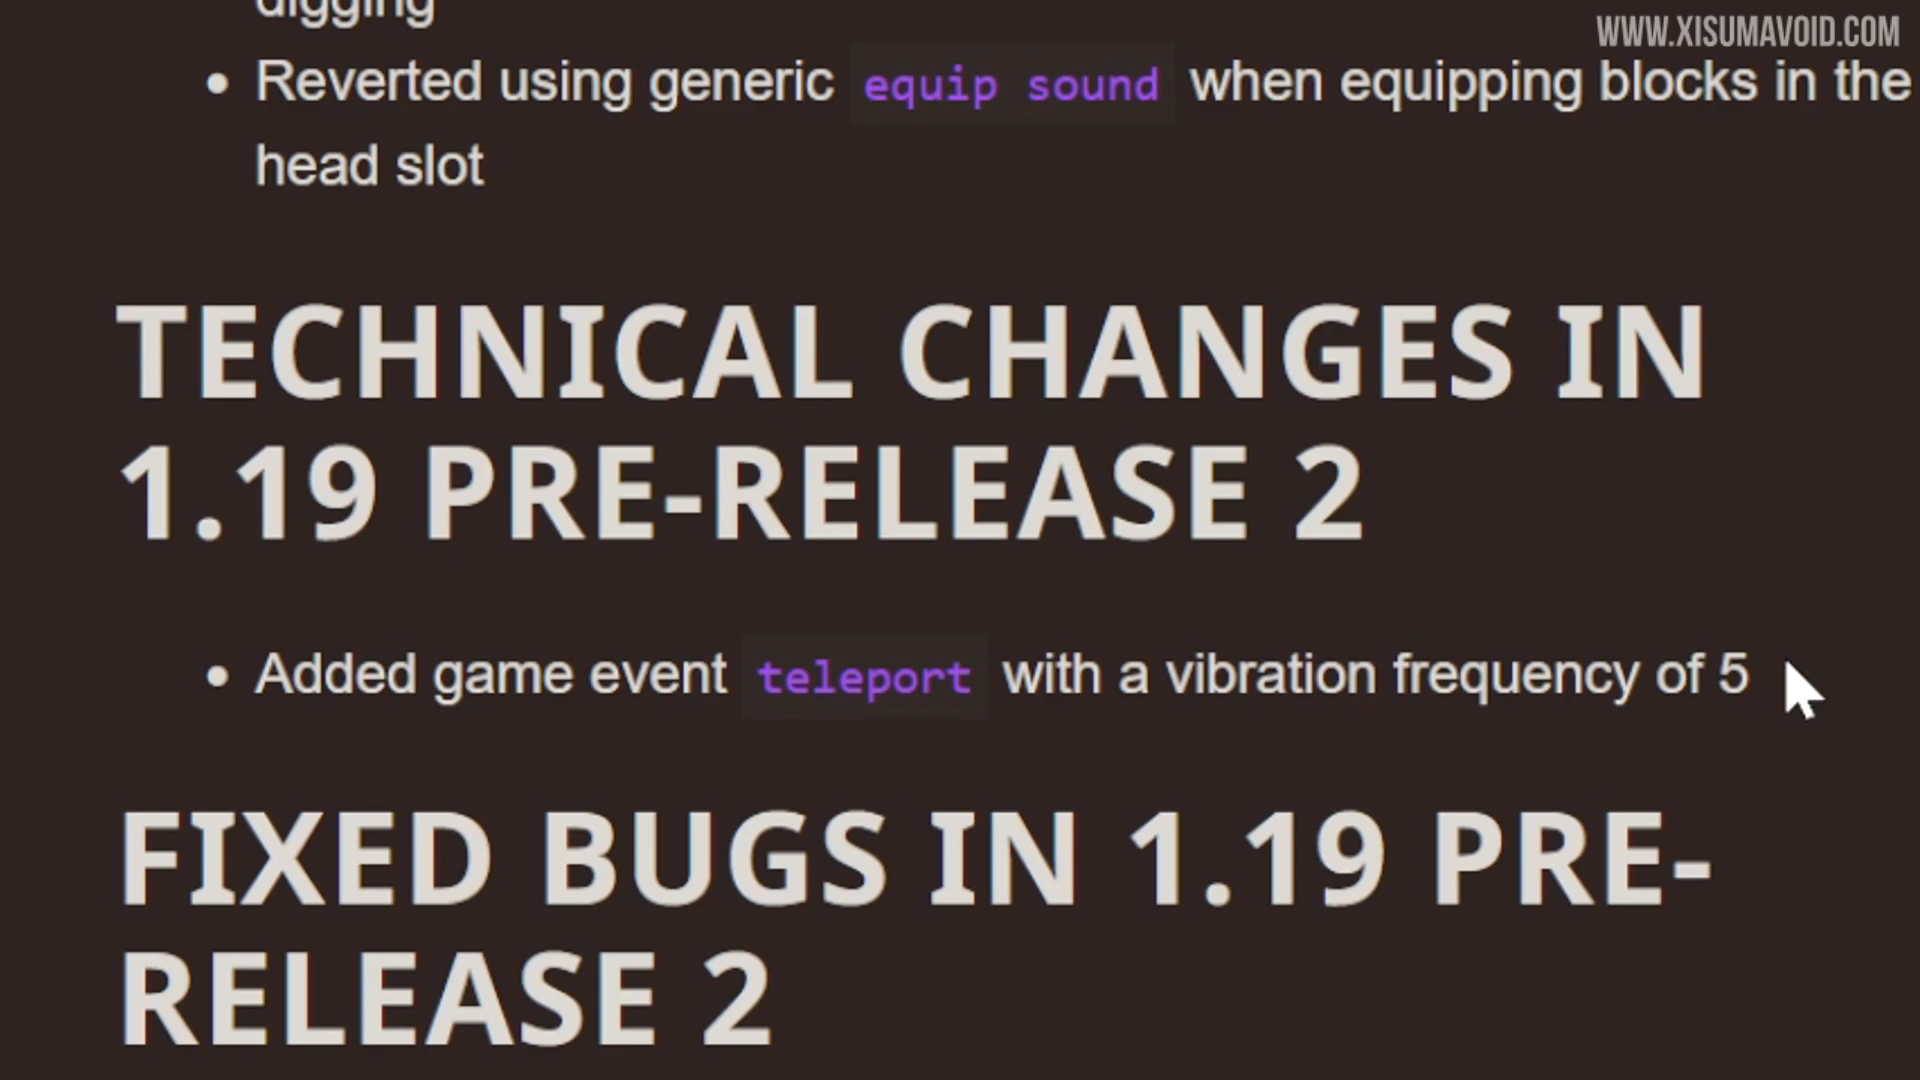 WWW.XISUMAVOID.COM
digging
Reverted using generic equip sound when equipping blocks in the
head slot
TECHNICAL CHANGES IN
1.19 PRE-RELEASE 2
Added game event teleport with a vibration frequency of 5
FIXED BUGS IN 1.19 PRE-
RELEASE 2